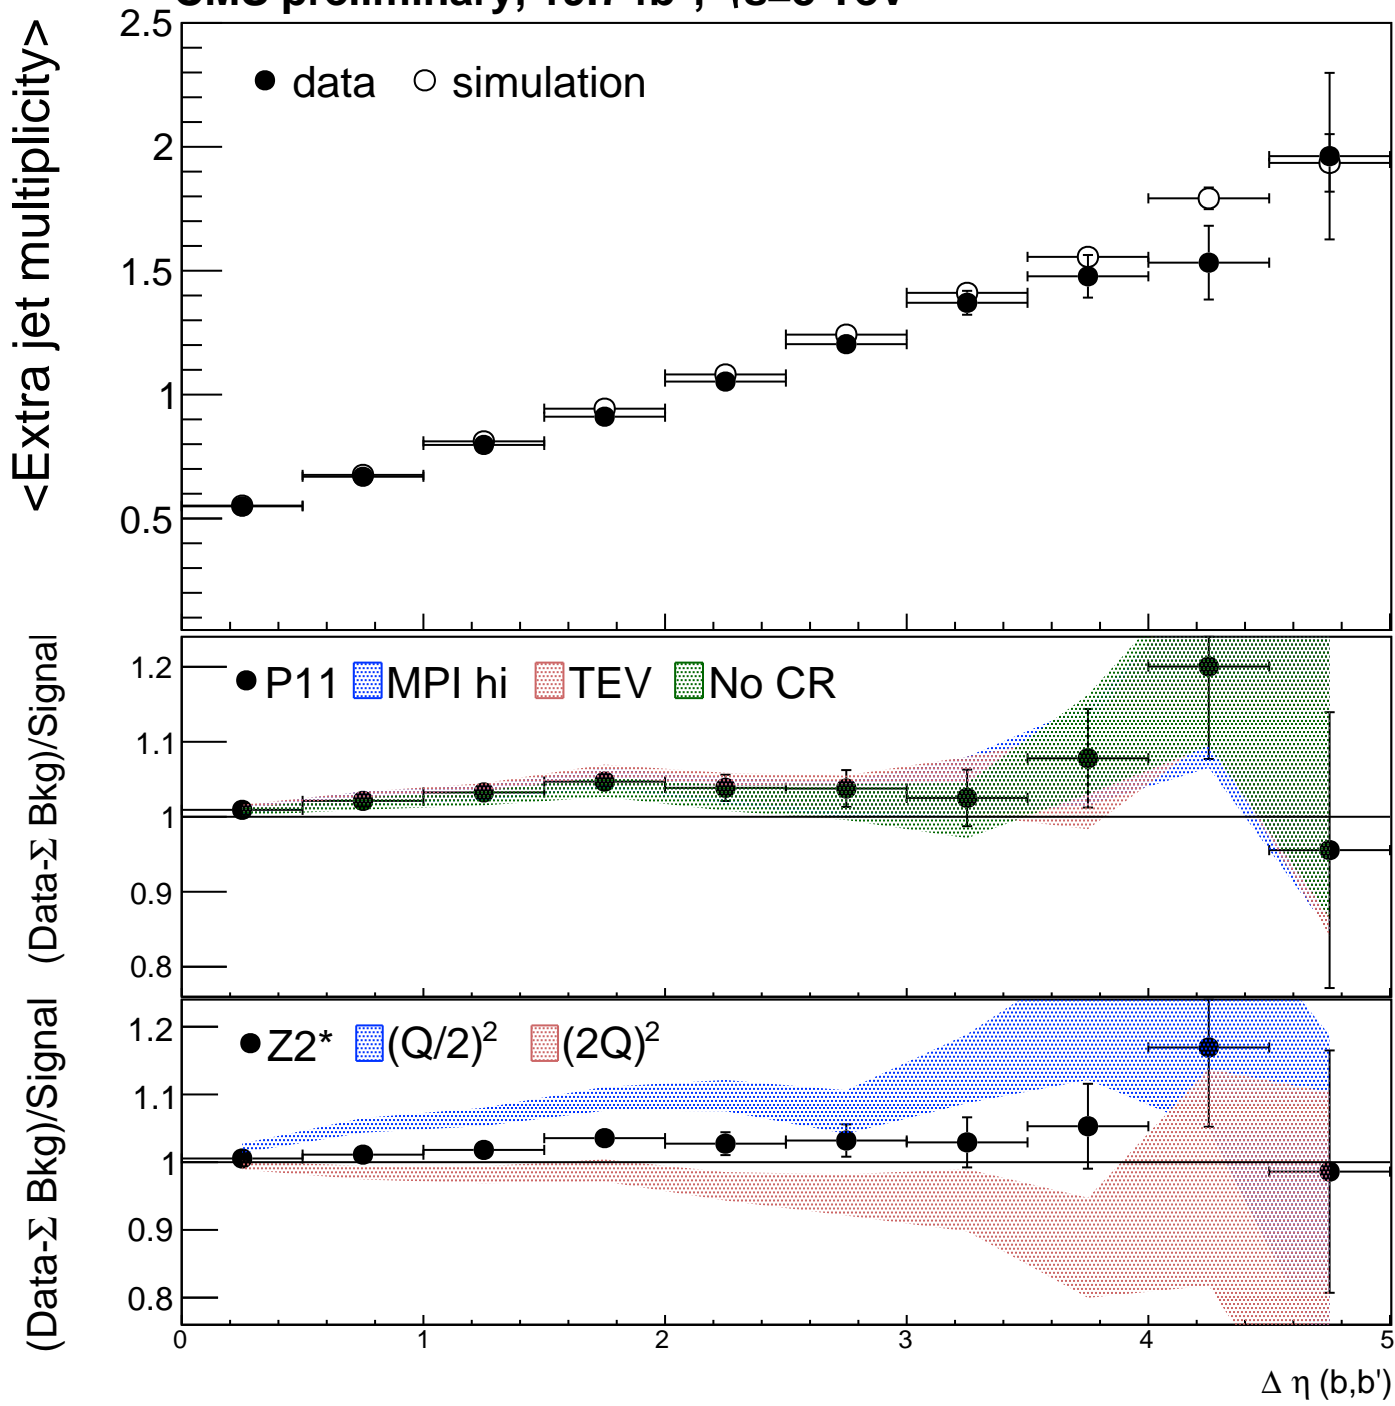 2.5
data simulation
2
1.5
1
0.5
<Extra jet multiplicity>
P11 MPI hi TEV No CR
1.2
1.1
1
0.9
0.8
(Data-Σ Bkg)/Signal
Z2* (Q/2)² (2Q)²
1.2
1.1
1
0.9
0.8
(Data-Σ Bkg)/Signal
0 1 2 3 4 5
Δ η (b,b')